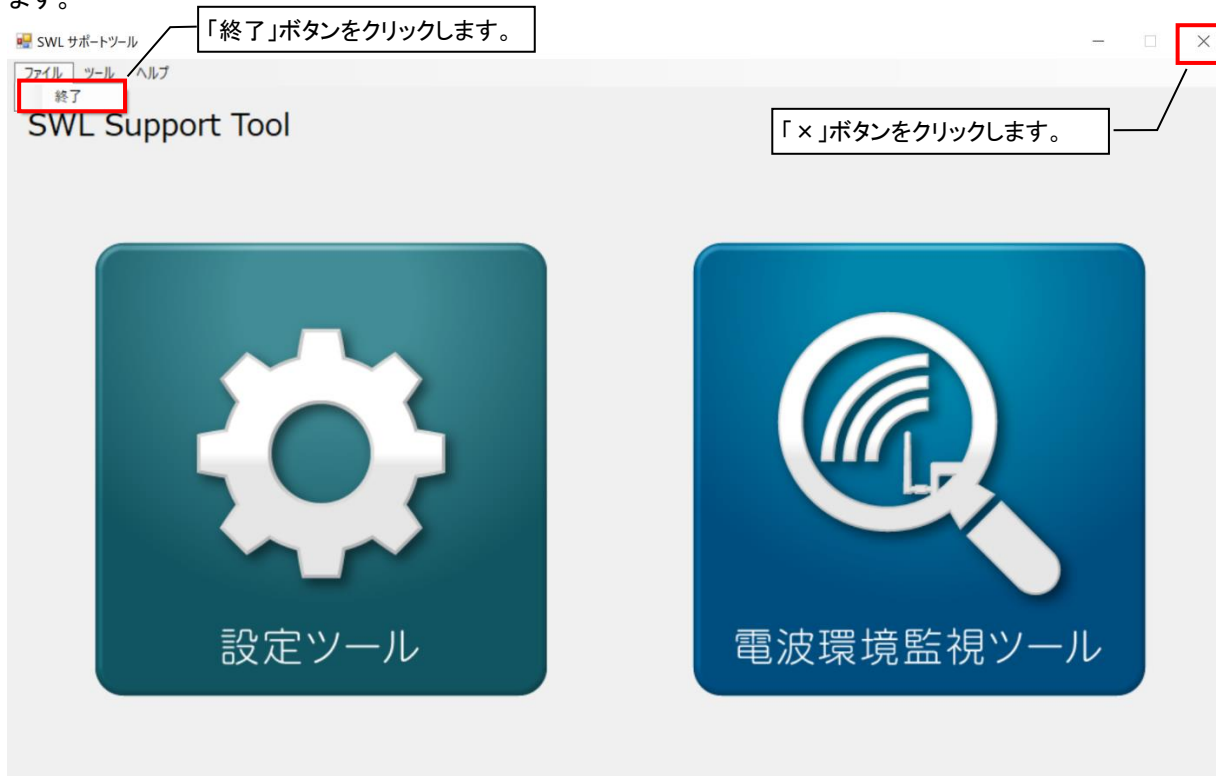 ます。
「終了」ボタンをクリックします。
SWL サポートツール
ファイル ツール ヘルプ
終了
SWL Support Tool
「×」ボタンをクリックします。
設定ツール
電波環境監視ツール